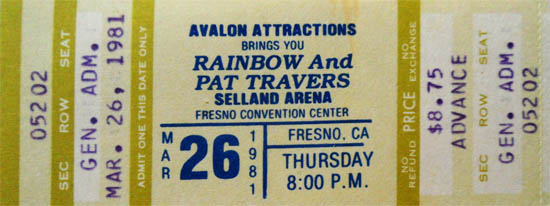 05202
SEC ROW SEAT
GEN. ADM.
MAR. 26, 1981
ADMIT ONE THIS DATE ONLY
AVALON ATTRACTIONS
BRINGS YOU
RAINBOW And
PAT TRAVERS
SELLAND ARENA
FRESNO CONVENTION CENTER
MAR 26 1981
FRESNO, CA
THURSDAY
8:00 P.M.
NO REFUND PRICE NO EXCHANGE
$8.75
ADVANCE
SEC ROW SEAT
GEN. ADM.
05202